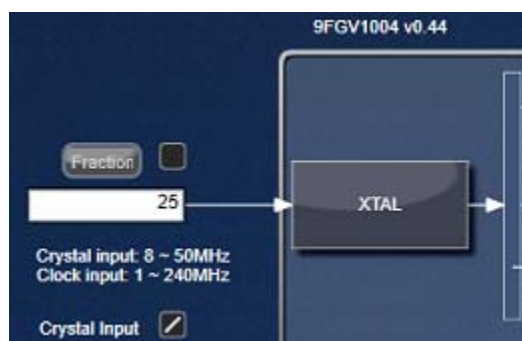 9FGV1004 v0.44
Fraction
25
XTAL
Crystal input: 8 ~ 50MHz
Clock input: 1 ~ 240MHz
Crystal Input